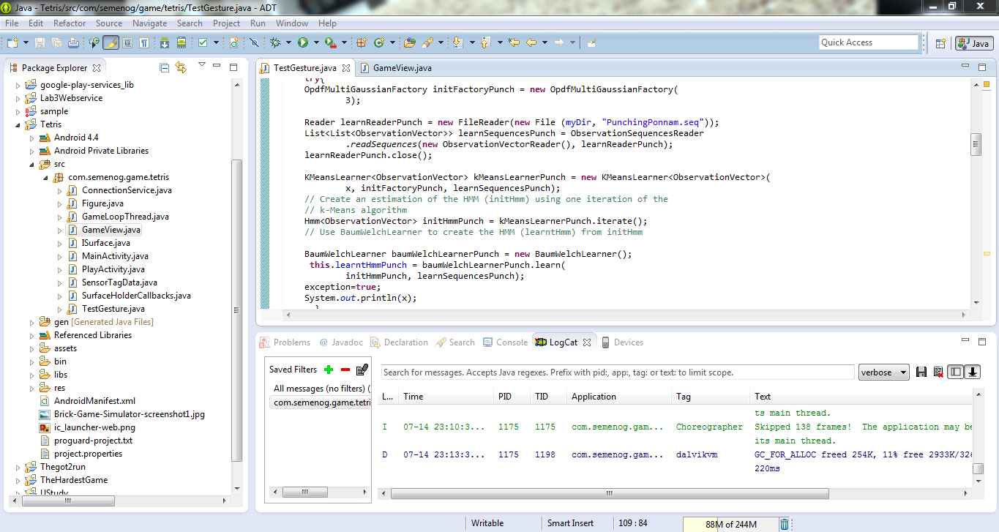 Java - Tetris/src/com/semenog/game/tetris/TestGesture.java - ADT
File Edit Refactor Source Navigate Search Project Run Window Help
Quick Access
Java
Package Explorer
google-play-services_lib
Lab3Webservice
sample
Tetris
Android 4.4
Android Private Libraries
src
com.semenog.game.tetris
ConnectionService.java
Figure.java
GameLoopThread.java
GameView.java
ISurface.java
MainActivity.java
PlayActivity.java
SensorTagData.java
SurfaceHolderCallbacks.java
TestGesture.java
gen [Generated Java Files]
Referenced Libraries
assets
bin
libs
res
AndroidManifest.xml
Brick-Game-Simulator-screenshot1.jpg
ic_launcher-web.png
proguard-project.txt
project.properties
Thegot2run
TheHardestGame
UStudy
TestGesture.java GameView.java
try{
OpdfMultiGaussianFactory initFactoryPunch = new OpdfMultiGaussianFactory(
3);
Reader learnReaderPunch = new FileReader(new File (myDir, "PunchingPonnam.seq"));
List<List<ObservationVector>> learnSequencesPunch = ObservationSequencesReader
.readSequences(new ObservationVectorReader(), learnReaderPunch);
learnReaderPunch.close();
KMeansLearner<ObservationVector> kMeansLearnerPunch = new KMeansLearner<ObservationVector>(
x, initFactoryPunch, learnSequencesPunch);
// Create an estimation of the HMM (initHmm) using one iteration of the
// k-Means algorithm
Hmm<ObservationVector> initHmmPunch = kMeansLearnerPunch.iterate();
// Use BaumWelchLearner to create the HMM (learntHmm) from initHmm
BaumWelchLearner baumWelchLearnerPunch = new BaumWelchLearner();
this.learntHmmPunch = baumWelchLearnerPunch.learn(
initHmmPunch, learnSequencesPunch);
exception=true;
System.out.println(x);
}
Problems @ Javadoc Declaration Search Console LogCat Devices
Saved Filters
All messages (no filters) (
com.semenog.game.tetri
Search for messages. Accepts Java regexes. Prefix with pid:, app:, tag: or text: to limit scope.
verbose
L... Time PID TID Application Tag Text
ts main thread.
I 07-14 23:10:3... 1175 1175 com.semenog.gam... Choreographer Skipped 138 frames! The application may be
its main thread.
D 07-14 23:13:3... 1175 1198 com.semenog.gam... dalvikvm GC_FOR_ALLOC freed 254K, 11% free 2933K/326
220ms
Writable Smart Insert 109 : 84 88M of 244M